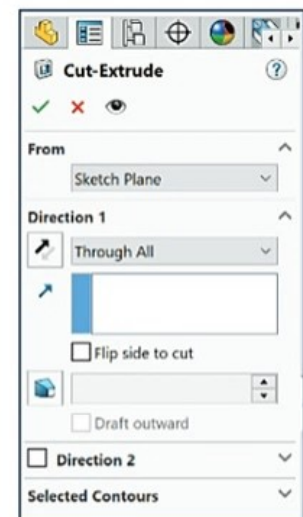 Cut-Extrude
From
Sketch Plane
Direction 1
Through All
Flip side to cut
Draft outward
Direction 2
Selected Contours